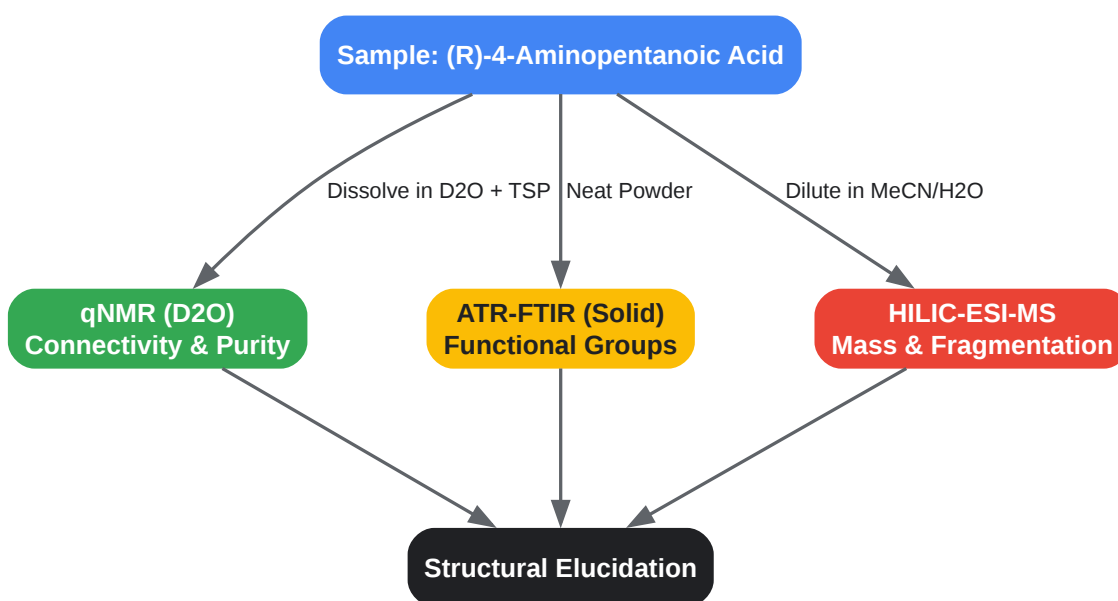 Sample: (R)-4-Aminopentanoic Acid
Dissolve in D2O + TSP
Neat Powder
Dilute in MeCN/H2O
qNMR (D2O)
Connectivity & Purity
ATR-FTIR (Solid)
Functional Groups
HILIC-ESI-MS
Mass & Fragmentation
Structural Elucidation